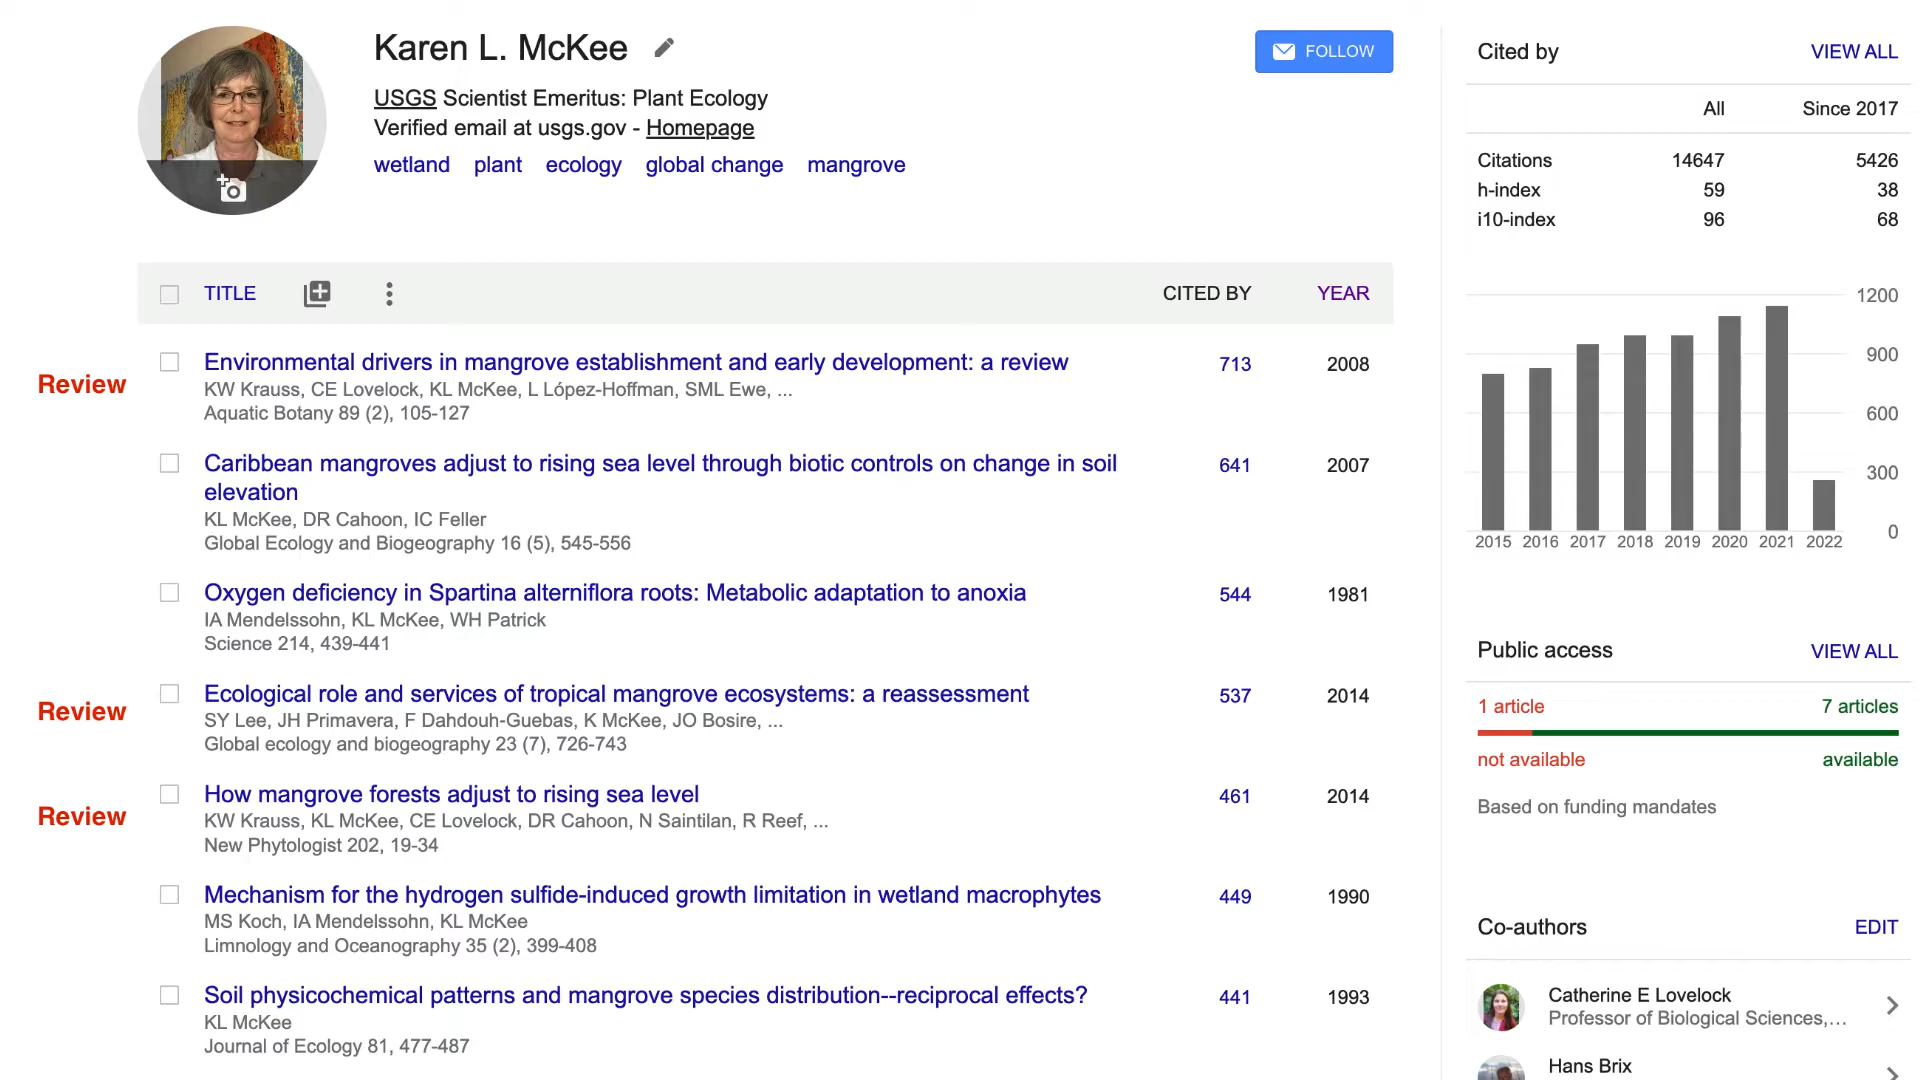 Karen L. McKee
FOLLOW
USGS Scientist Emeritus: Plant Ecology
Verified email at usgs.gov - Homepage
wetland plant ecology global change mangrove
TITLE CITED BY YEAR
Review
Environmental drivers in mangrove establishment and early development: a review 713 2008
KW Krauss, CE Lovelock, KL McKee, L López-Hoffman, SML Ewe, ...
Aquatic Botany 89 (2), 105-127
Caribbean mangroves adjust to rising sea level through biotic controls on change in soil 641 2007
elevation
KL McKee, DR Cahoon, IC Feller
Global Ecology and Biogeography 16 (5), 545-556
Oxygen deficiency in Spartina alterniflora roots: Metabolic adaptation to anoxia 544 1981
IA Mendelssohn, KL McKee, WH Patrick
Science 214, 439-441
Review
Ecological role and services of tropical mangrove ecosystems: a reassessment 537 2014
SY Lee, JH Primavera, F Dahdouh-Guebas, K McKee, JO Bosire, ...
Global ecology and biogeography 23 (7), 726-743
Review
How mangrove forests adjust to rising sea level 461 2014
KW Krauss, KL McKee, CE Lovelock, DR Cahoon, N Saintilan, R Reef, ...
New Phytologist 202, 19-34
Mechanism for the hydrogen sulfide-induced growth limitation in wetland macrophytes 449 1990
MS Koch, IA Mendelssohn, KL McKee
Limnology and Oceanography 35 (2), 399-408
Soil physicochemical patterns and mangrove species distribution--reciprocal effects? 441 1993
KL McKee
Journal of Ecology 81, 477-487
Cited by VIEW ALL
All Since 2017
Citations 14647 5426
h-index 59 38
i10-index 96 68
1200
900
600
300
0
2015 2016 2017 2018 2019 2020 2021 2022
Public access VIEW ALL
1 article 7 articles
not available available
Based on funding mandates
Co-authors EDIT
Catherine E Lovelock
Professor of Biological Sciences,...
Hans Brix